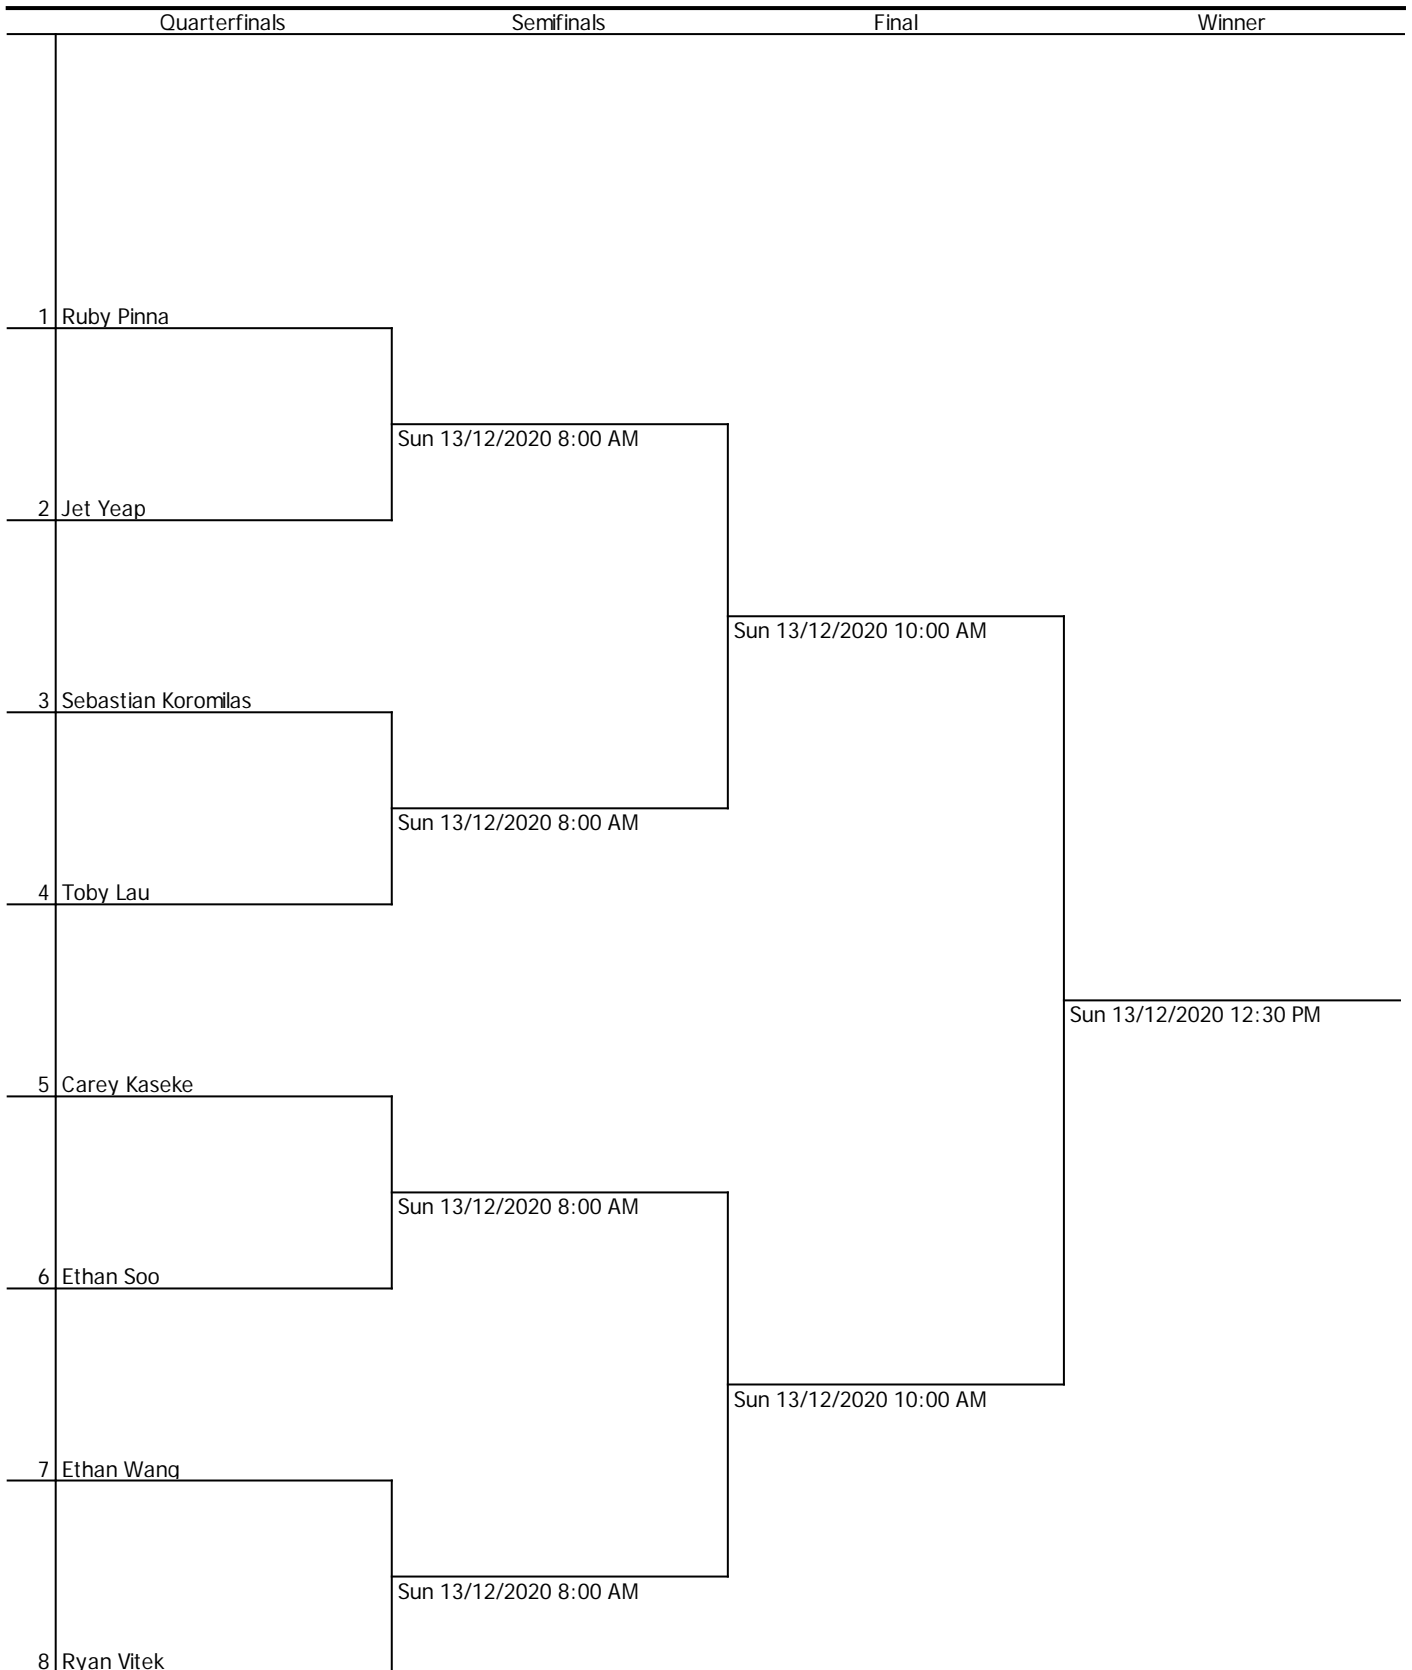 Quarterfinals Semifinals Final Winner
1 Ruby Pinna
Sun 13/12/2020 8:00 AM
2 Jet Yeap
Sun 13/12/2020 10:00 AM
3 Sebastian Koromilas
Sun 13/12/2020 8:00 AM
4 Toby Lau
Sun 13/12/2020 12:30 PM
5 Carey Kaseke
Sun 13/12/2020 8:00 AM
6 Ethan Soo
Sun 13/12/2020 10:00 AM
7 Ethan Wang
Sun 13/12/2020 8:00 AM
8 Ryan Vitek